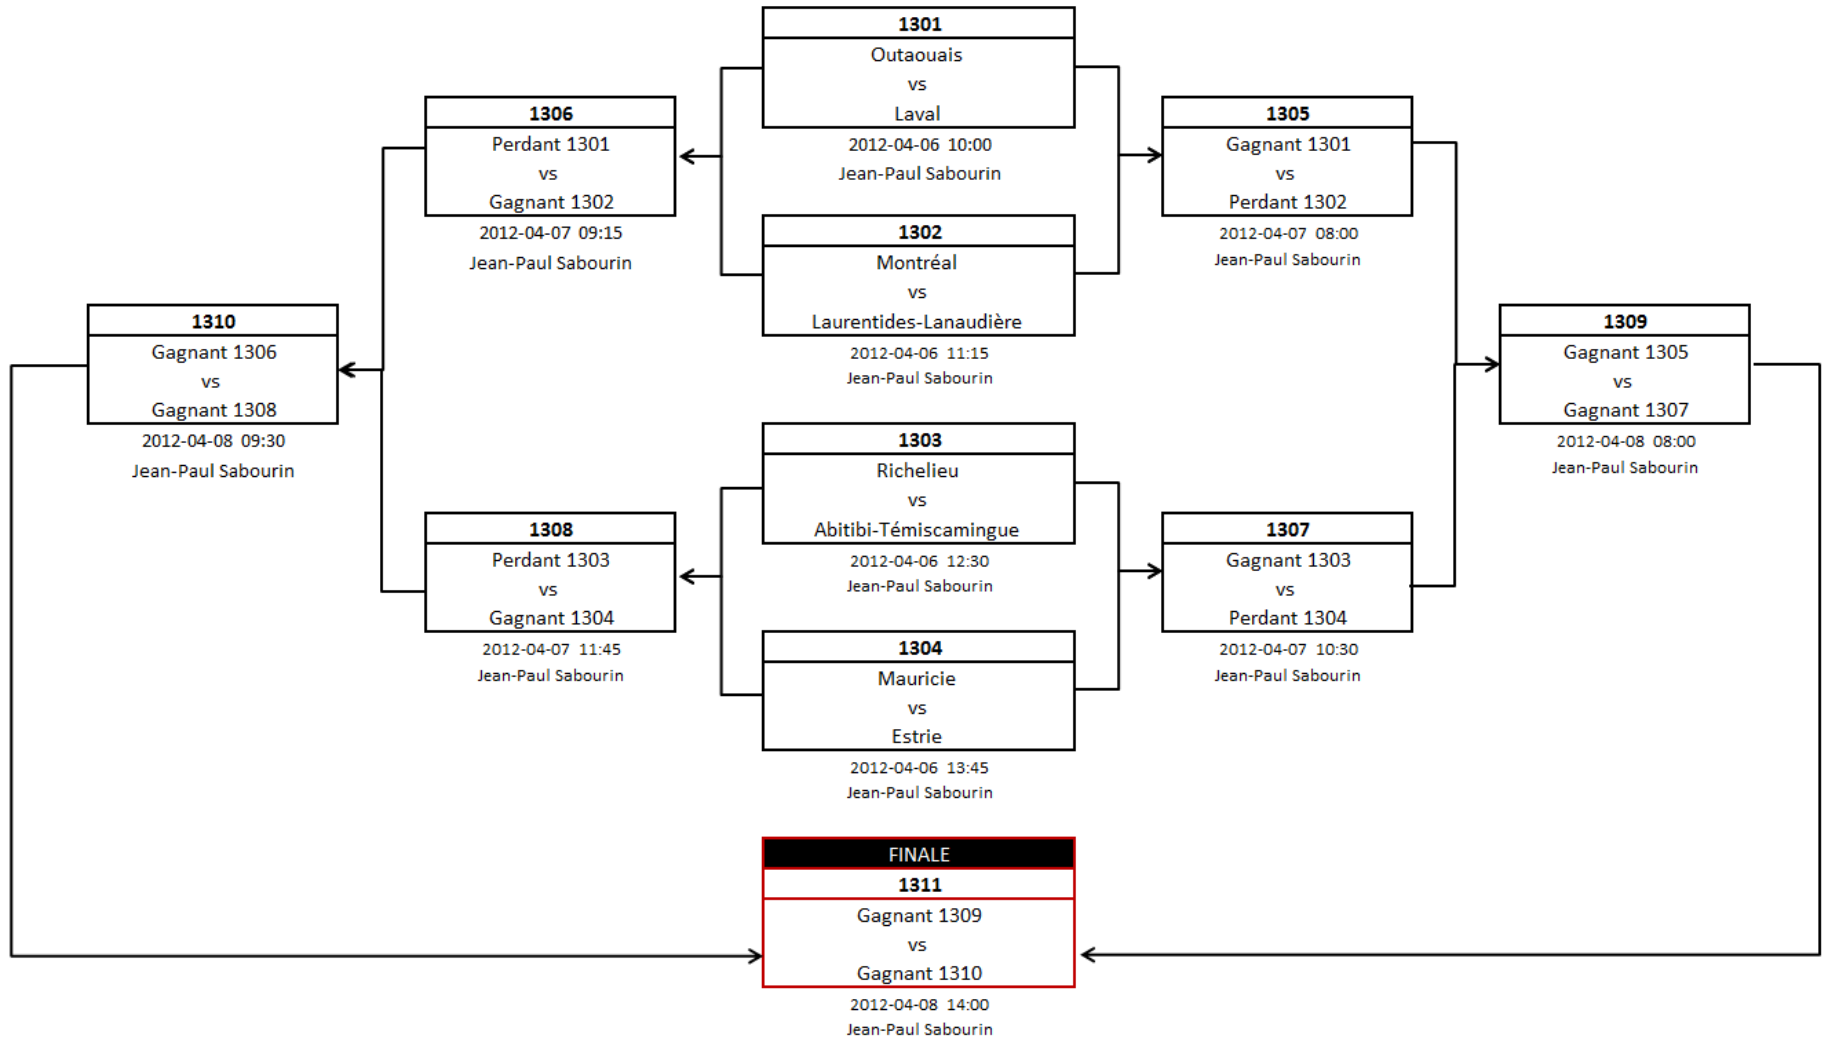 1301
Outaouais
vs
Laval
2012-04-06 10:00
Jean-Paul Sabourin
1306
Perdant 1301
vs
Gagnant 1302
2012-04-07 09:15
Jean-Paul Sabourin
1305
Gagnant 1301
vs
Perdant 1302
2012-04-07 08:00
Jean-Paul Sabourin
1302
Montréal
vs
Laurentides-Lanaudière
2012-04-06 11:15
Jean-Paul Sabourin
1310
Gagnant 1306
vs
Gagnant 1308
2012-04-08 09:30
Jean-Paul Sabourin
1309
Gagnant 1305
vs
Gagnant 1307
2012-04-08 08:00
Jean-Paul Sabourin
1303
Richelieu
vs
Abitibi-Témiscamingue
2012-04-06 12:30
Jean-Paul Sabourin
1308
Perdant 1303
vs
Gagnant 1304
2012-04-07 11:45
Jean-Paul Sabourin
1307
Gagnant 1303
vs
Perdant 1304
2012-04-07 10:30
Jean-Paul Sabourin
1304
Mauricie
vs
Estrie
2012-04-06 13:45
Jean-Paul Sabourin
FINALE
1311
Gagnant 1309
vs
Gagnant 1310
2012-04-08 14:00
Jean-Paul Sabourin